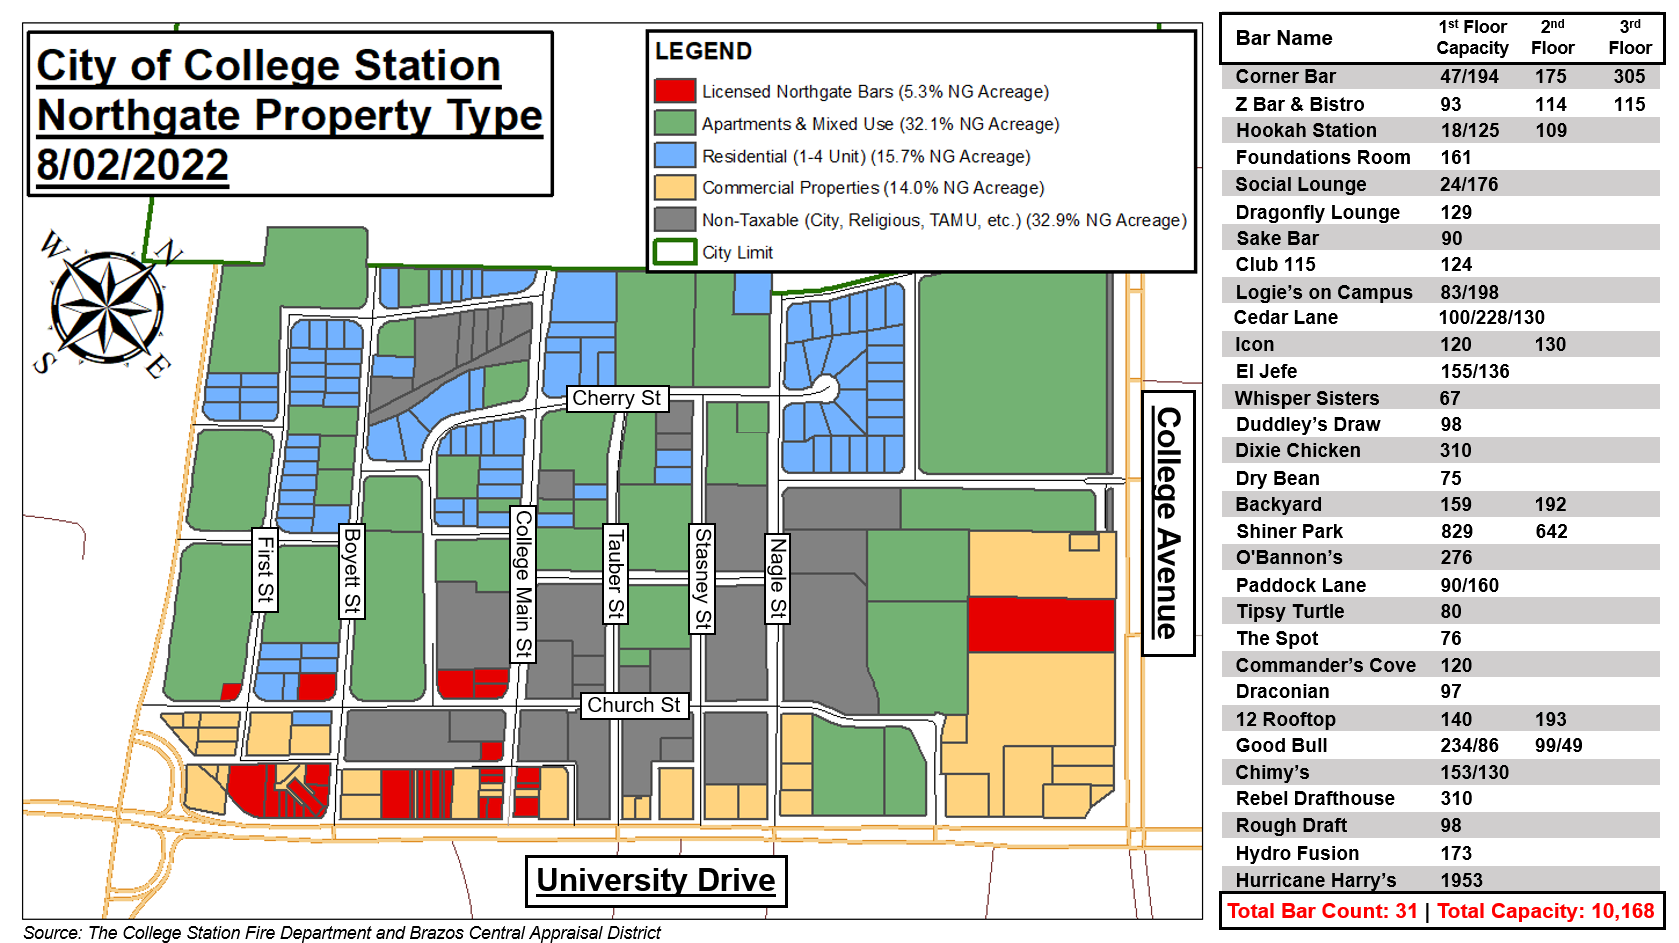 City of College Station
Northgate Property Type
8/02/2022
LEGEND
Licensed Northgate Bars (5.3% NG Acreage)
Apartments & Mixed Use (32.1% NG Acreage)
Residential (1-4 Unit) (15.7% NG Acreage)
Commercial Properties (14.0% NG Acreage)
Non-Taxable (City, Religious, TAMU, etc.) (32.9% NG Acreage)
City Limit
W
N
S
E
Cherry St
First St
Boyett St
College Main St
Tauber St
Stasney St
Nagle St
College Avenue
Church St
University Drive
Source: The College Station Fire Department and Brazos Central Appraisal District
Bar Name 1st Floor Capacity 2nd Floor 3rd Floor
Corner Bar 47/194 175 305
Z Bar & Bistro 93 114 115
Hookah Station 18/125 109
Foundations Room 161
Social Lounge 24/176
Dragonfly Lounge 129
Sake Bar 90
Club 115 124
Logie's on Campus 83/198
Cedar Lane 100/228/130
Icon 120 130
El Jefe 155/136
Whisper Sisters 67
Duddley's Draw 98
Dixie Chicken 310
Dry Bean 75
Backyard 159 192
Shiner Park 829 642
O'Bannon's 276
Paddock Lane 90/160
Tipsy Turtle 80
The Spot 76
Commander's Cove 120
Draconian 97
12 Rooftop 140 193
Good Bull 234/86 99/49
Chimy's 153/130
Rebel Drafthouse 310
Rough Draft 98
Hydro Fusion 173
Hurricane Harry's 1953
Total Bar Count: 31 | Total Capacity: 10,168